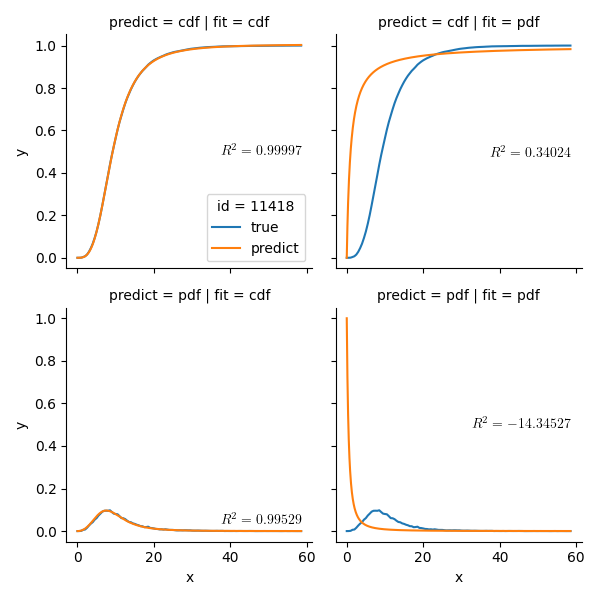 predict = cdf | fit = cdf
predict = cdf | fit = pdf
1.0
0.8
0.6
0.4
0.2
0.0
y
R² = 0.99997
R² = 0.34024
id = 11418
true
predict
predict = pdf | fit = cdf
predict = pdf | fit = pdf
1.0
0.8
0.6
0.4
0.2
0.0
y
R² = 0.99529
R² = −14.34527
0
20
40
60
0
20
40
60
x
x